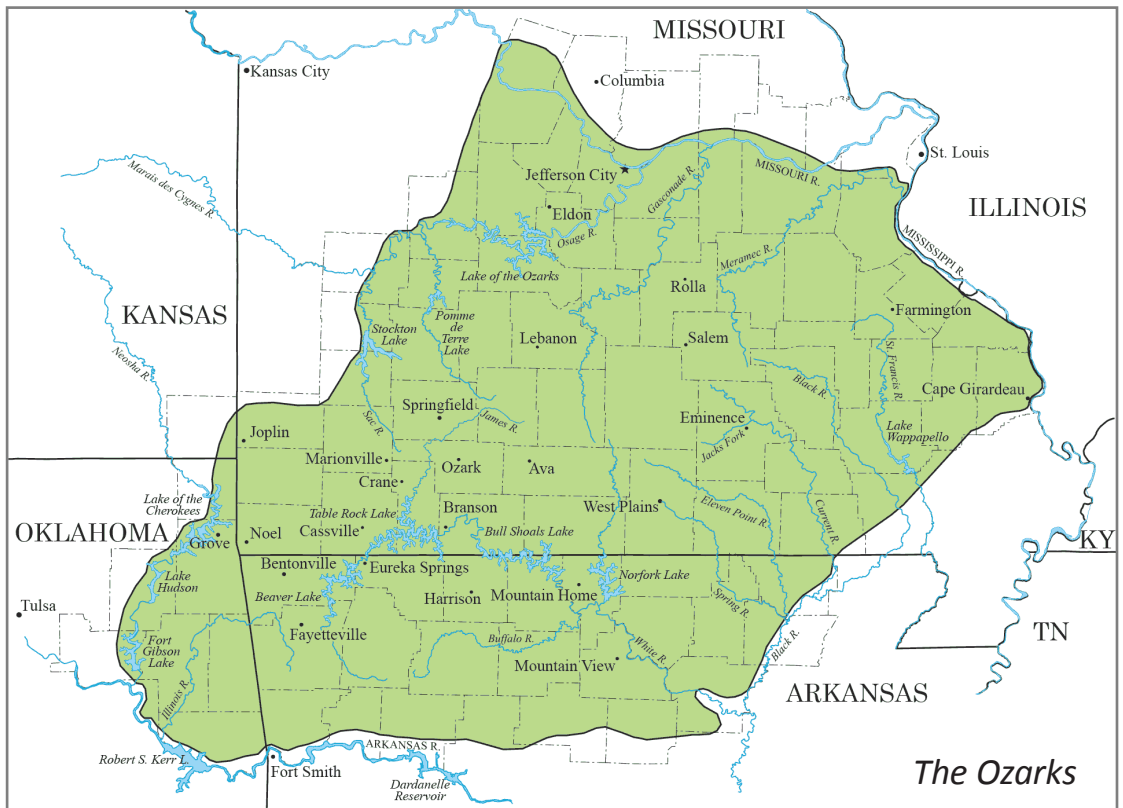 MISSOURI
Kansas City
Columbia
St. Louis
MISSOURI R.
Jefferson City
Gasconade R.
Marais des Cygnes R.
ILLINOIS
Eldon
Osage R.
MISSISSIPPI R.
Meramec R.
Lake of the Ozarks
Rolla
KANSAS
Farmington
Stockton
Lake
Pomme
de
Terre
Lake
Lebanon
Salem
Neosha R.
St. Francis R.
Black R.
Cape Girardeau
Springfield
James R.
Eminence
Sac R.
Joplin
Jacks Fork
Lake
Wappapello
Marionville
Ozark
Ava
Crane
Lake of the
Cherokees
Table Rock Lake
Branson
West Plains
Eleven Point R.
Current R.
OKLAHOMA
Grove
Noel
Cassville
Bull Shoals Lake
KY
Bentonville
Eureka Springs
Norfork Lake
Lake
Hudson
Beaver Lake
Harrison
Mountain Home
Spring R.
Tulsa
Fayetteville
Fort
Gibson
Lake
Buffalo R.
White R.
Black R.
TN
Mountain View
Illinois R.
ARKANSAS
Robert S. Kerr L.
ARKANSAS R.
Fort Smith
Dardanelle
Reservoir
The Ozarks